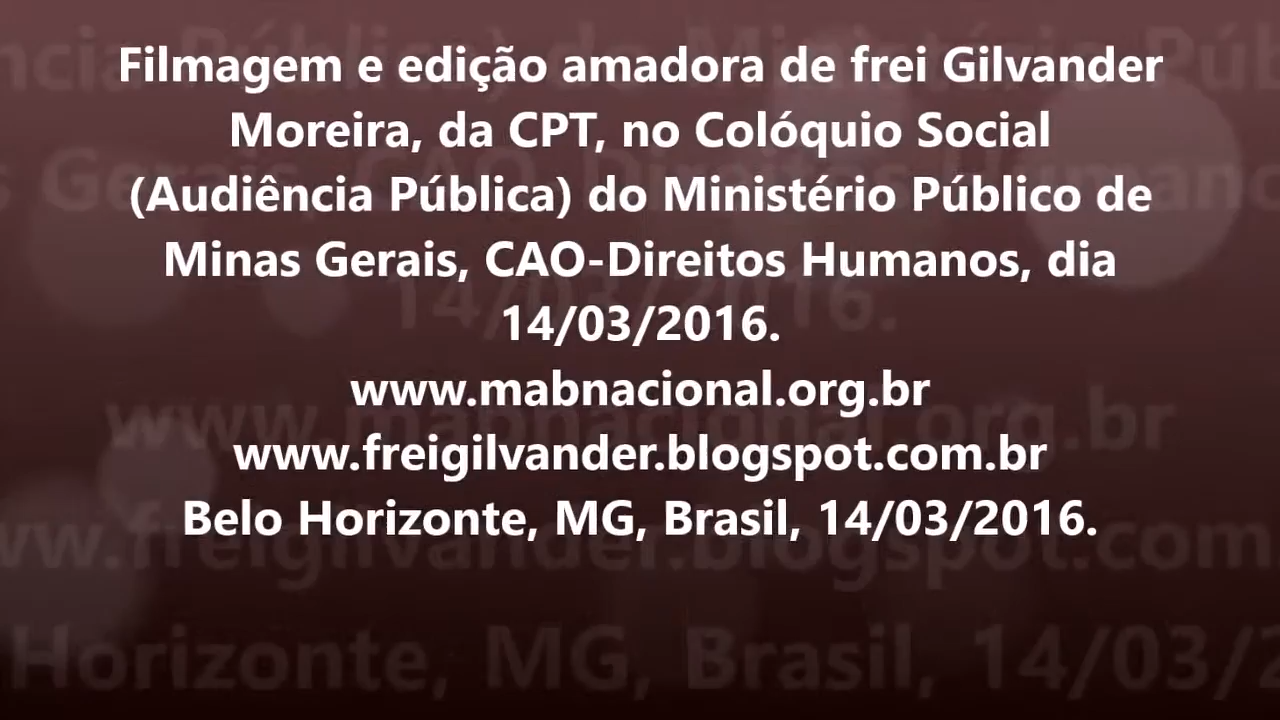 Filmagem e edição amadora de frei Gilvander
Moreira, da CPT, no Colóquio Social
(Audiência Pública) do Ministério Público de
Minas Gerais, CAO-Direitos Humanos, dia
14/03/2016.
www.mabnacional.org.br
www.freigilvander.blogspot.com.br
Belo Horizonte, MG, Brasil, 14/03/2016.